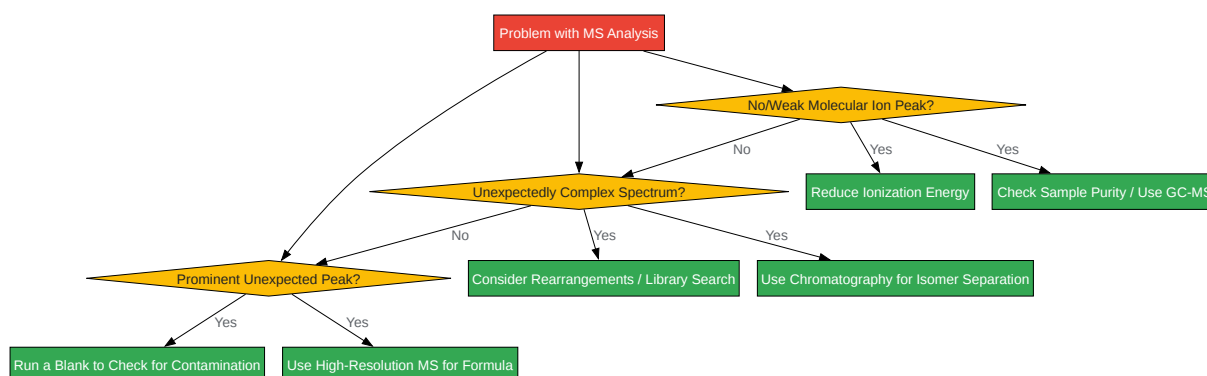 Problem with MS Analysis
No/Weak Molecular Ion Peak?
No
Yes
Yes
Unexpectedly Complex Spectrum?
Reduce Ionization Energy
Check Sample Purity / Use GC-MS
No
Yes
Yes
Prominent Unexpected Peak?
Consider Rearrangements / Library Search
Use Chromatography for Isomer Separation
Yes
Yes
Run a Blank to Check for Contamination
Use High-Resolution MS for Formula